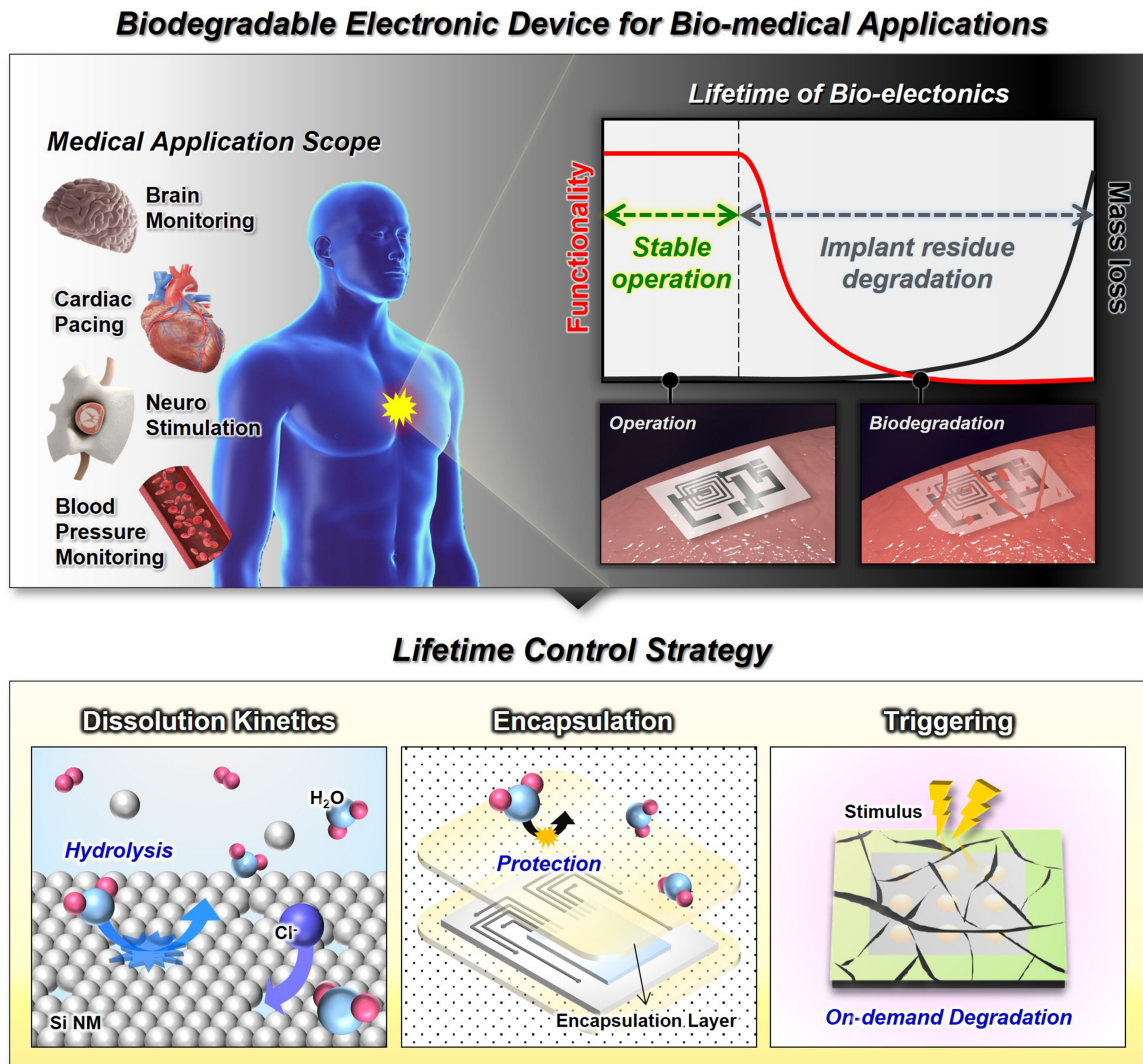 Biodegradable Electronic Device for Bio-medical Applications
Medical Application Scope
Brain
Monitoring
Cardiac
Pacing
Neuro
Stimulation
Blood
Pressure
Monitoring
Lifetime of Bio-electonics
Functionality
Stable
operation
Implant residue
degradation
Mass loss
Operation
Biodegradation
Lifetime Control Strategy
Dissolution Kinetics
H₂O
Hydrolysis
Cl⁻
Si NM
Encapsulation
Protection
Encapsulation Layer
Triggering
Stimulus
On-demand Degradation